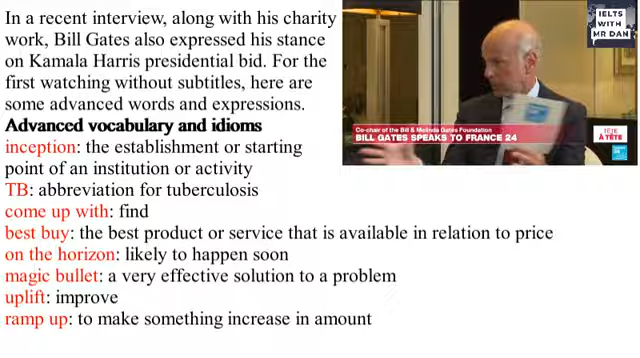 In a recent interview, along with his charity
work, Bill Gates also expressed his stance
on Kamala Harris presidential bid. For the
first watching without subtitles, here are
some advanced words and expressions.
Advanced vocabulary and idioms
inception: the establishment or starting
point of an institution or activity
TB: abbreviation for tuberculosis
come up with: find
best buy: the best product or service that is available in relation to price
on the horizon: likely to happen soon
magic bullet: a very effective solution to a problem
uplift: improve
ramp up: to make something increase in amount
IELTS
WITH
MR DAN
Co-chair of the Bill & Melinda Gates Foundation
BILL GATES SPEAKS TO FRANCE 24
TÊTE
À TÊTE
FRANCE
24